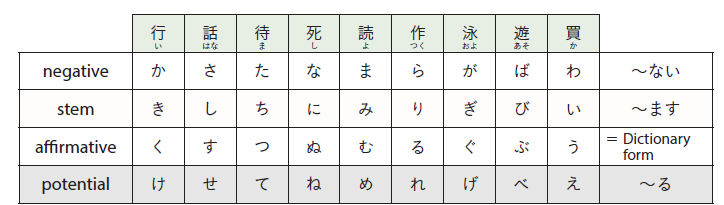 行 話 待 死 読 作 泳 遊 買
い はな ま し よ つく およ あそ か
negative か さ た な ま ら が ば わ ～ない
stem き し ち に み り ぎ び い ～ます
affirmative く す つ ぬ む る ぐ ぶ う = Dictionary form
potential け せ て ね め れ げ べ え ～る